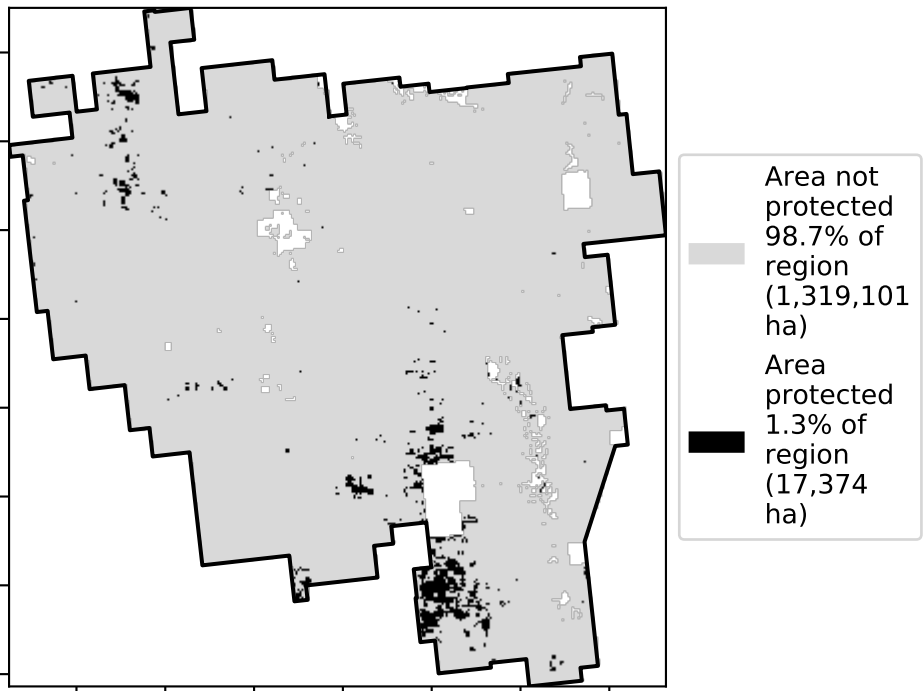 Area not
protected
98.7% of
region
(1,319,101
ha)
Area
protected
1.3% of
region
(17,374
ha)